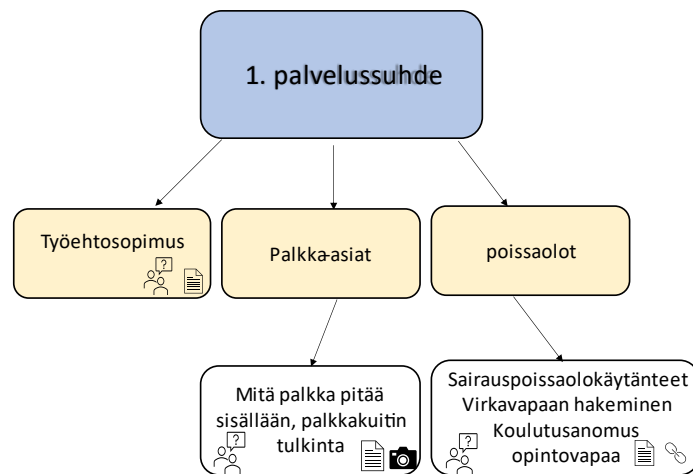 1. palvelussuhde
Työehtosopimus
Palkka-asiat
poissaolot
Mitä palkka pitää
sisällään, palkkakuitin
tulkinta
Sairauspoissaolokäytänteet
Virkavapaan hakeminen
Koulutusanomus
opintovapaa